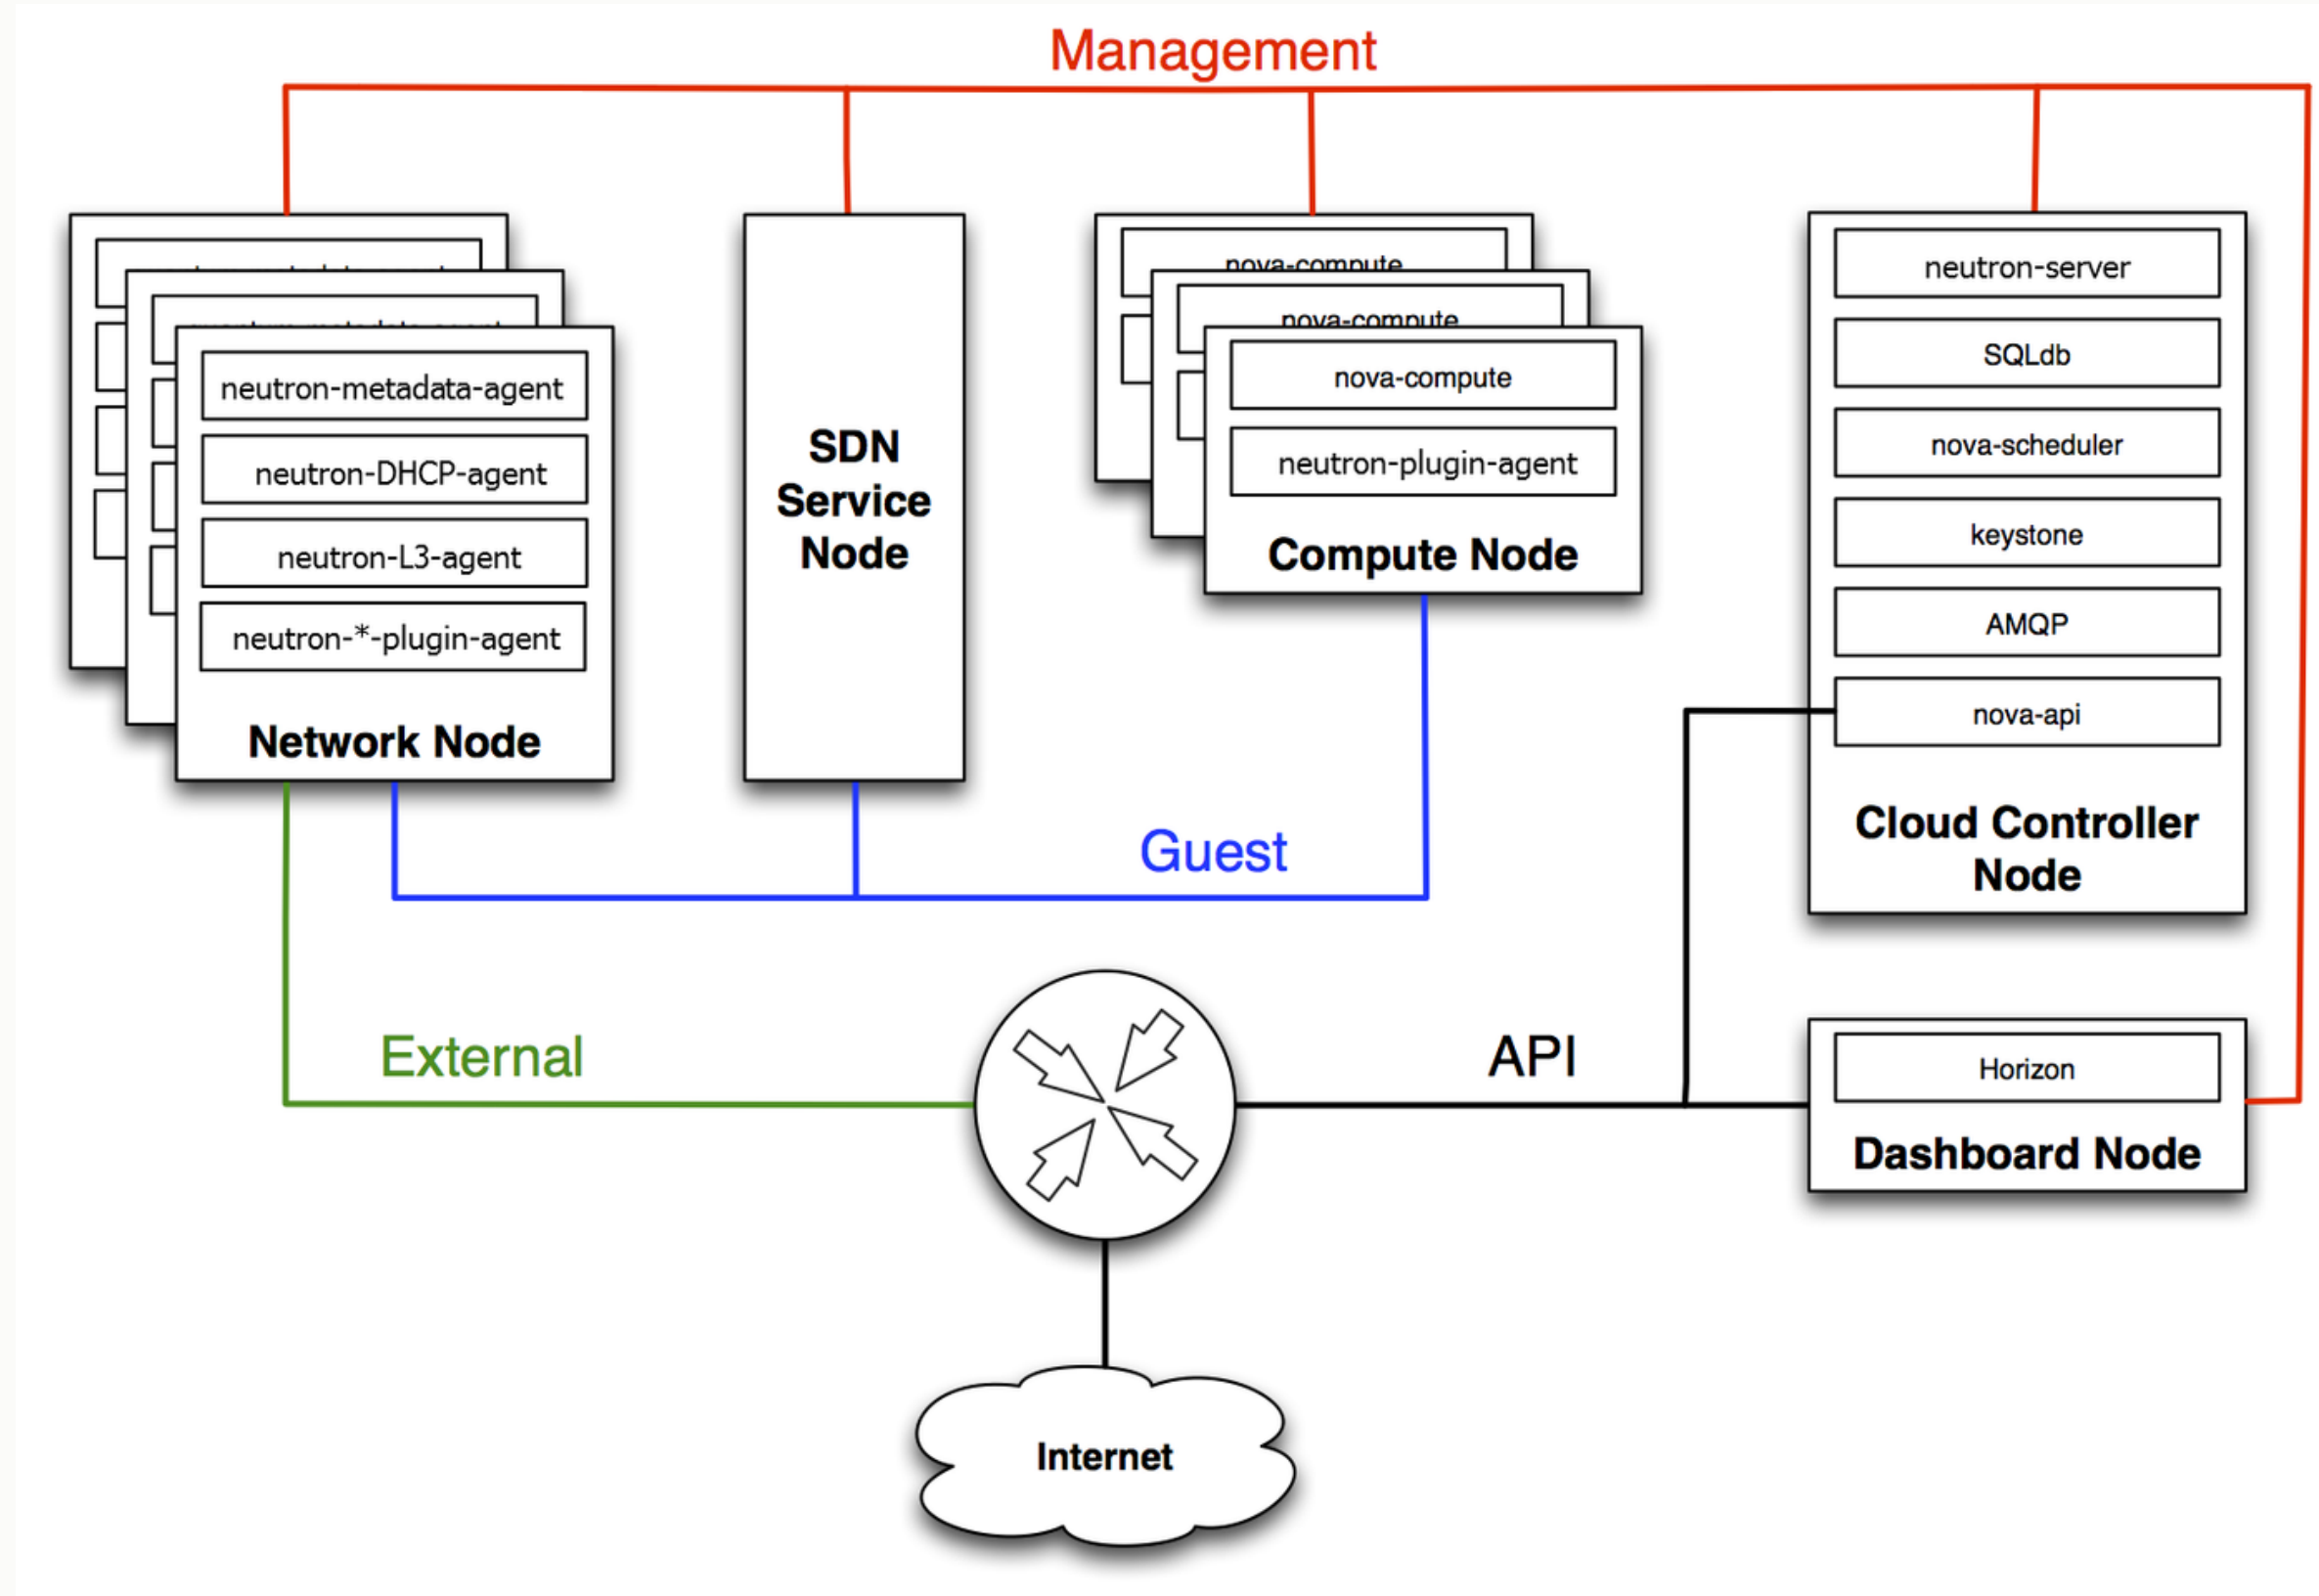 Management
nova-compute
nova-compute
neutron-metadata-agent
neutron-DHCP-agent
neutron-L3-agent
neutron-*-plugin-agent
Network Node
SDN
Service
Node
nova-compute
neutron-plugin-agent
Compute Node
neutron-server
SQLdb
nova-scheduler
keystone
AMQP
nova-api
Cloud Controller
Node
Guest
External
API
Horizon
Dashboard Node
Internet